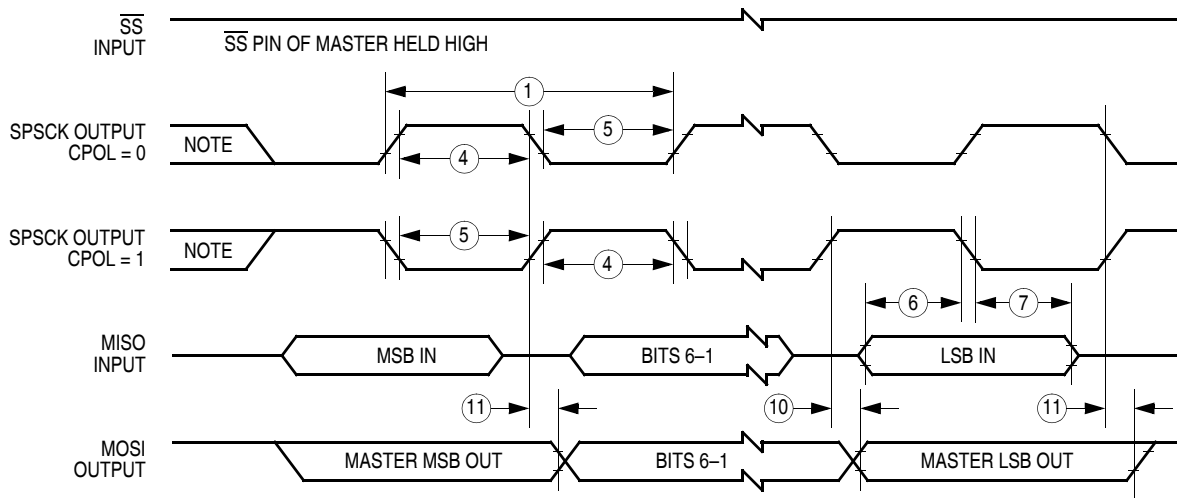 SS
INPUT
SS PIN OF MASTER HELD HIGH
1
SPSCK OUTPUT
CPOL = 0
NOTE
5
4
SPSCK OUTPUT
CPOL = 1
NOTE
5
4
6
7
MISO
INPUT
MSB IN
BITS 6–1
LSB IN
11
10
11
MOSI
OUTPUT
MASTER MSB OUT
BITS 6–1
MASTER LSB OUT